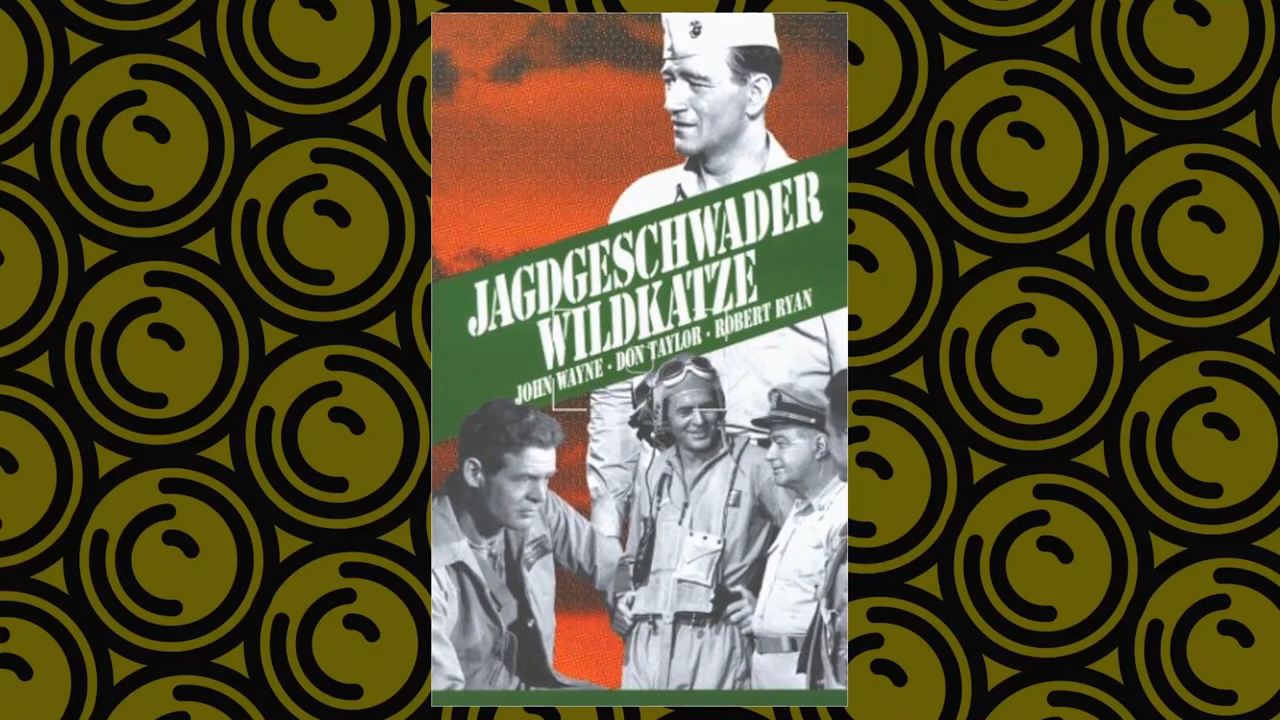 JAGDGESCHWADER
WILDKATZE
JOHN WAYNE · DON TAYLOR · ROBERT RYAN